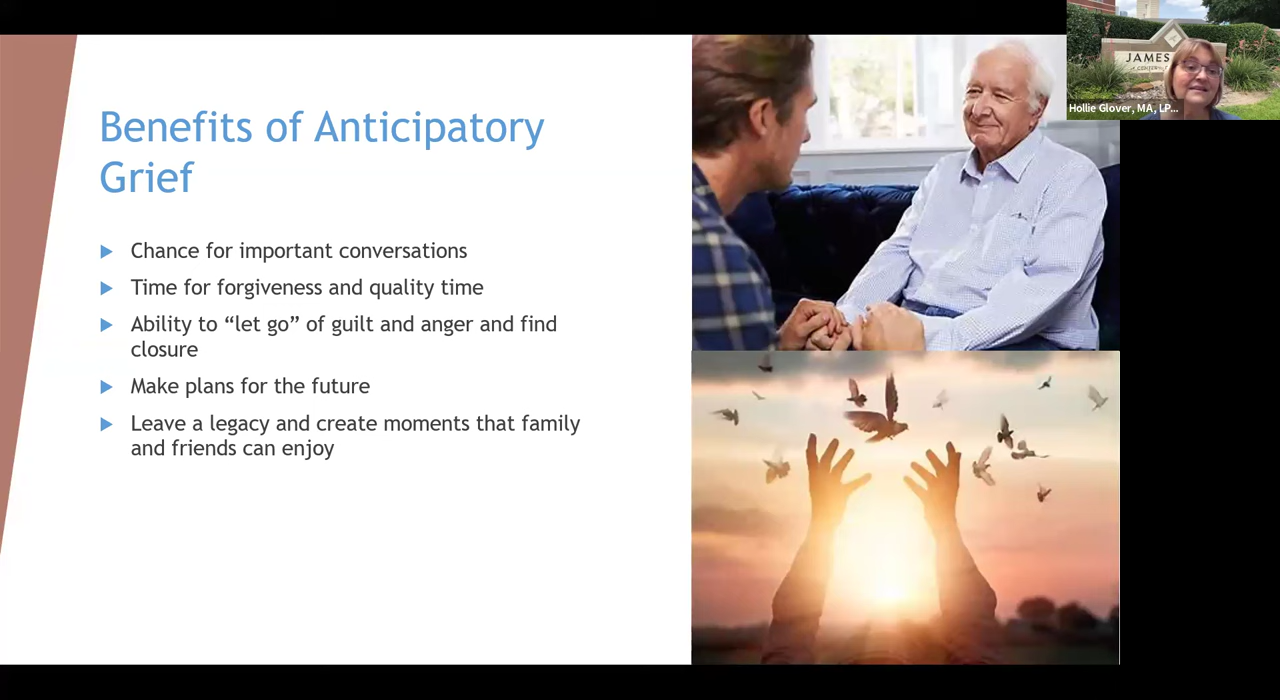 Benefits of Anticipatory
Grief
Chance for important conversations
Time for forgiveness and quality time
Ability to “let go” of guilt and anger and find
closure
Make plans for the future
Leave a legacy and create moments that family
and friends can enjoy
JAMES
Hollie Glover, MA, LP...